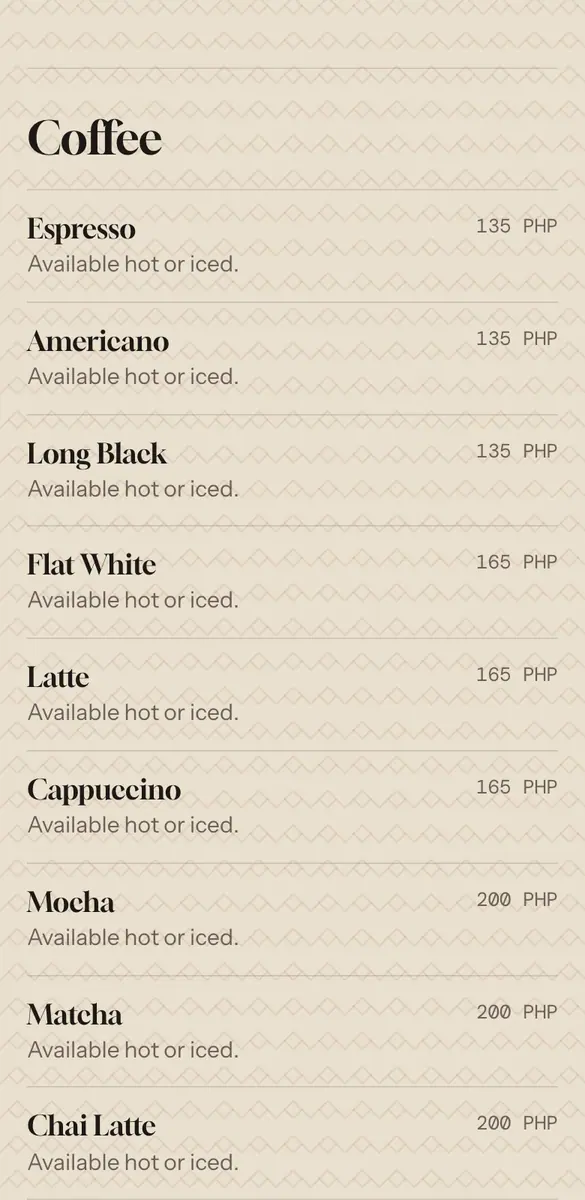 Coffee
Espresso 135 PHP
Available hot or iced.
Americano 135 PHP
Available hot or iced.
Long Black 135 PHP
Available hot or iced.
Flat White 165 PHP
Available hot or iced.
Latte 165 PHP
Available hot or iced.
Cappuccino 165 PHP
Available hot or iced.
Mocha 200 PHP
Available hot or iced.
Matcha 200 PHP
Available hot or iced.
Chai Latte 200 PHP
Available hot or iced.